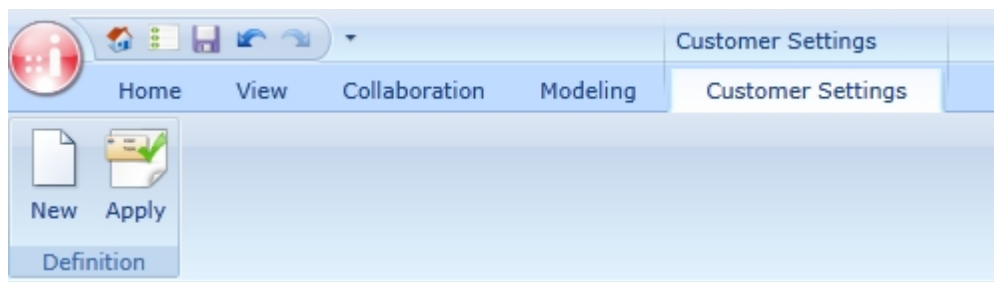 Customer Settings
Home View Collaboration Modeling Customer Settings
New Apply
Definition